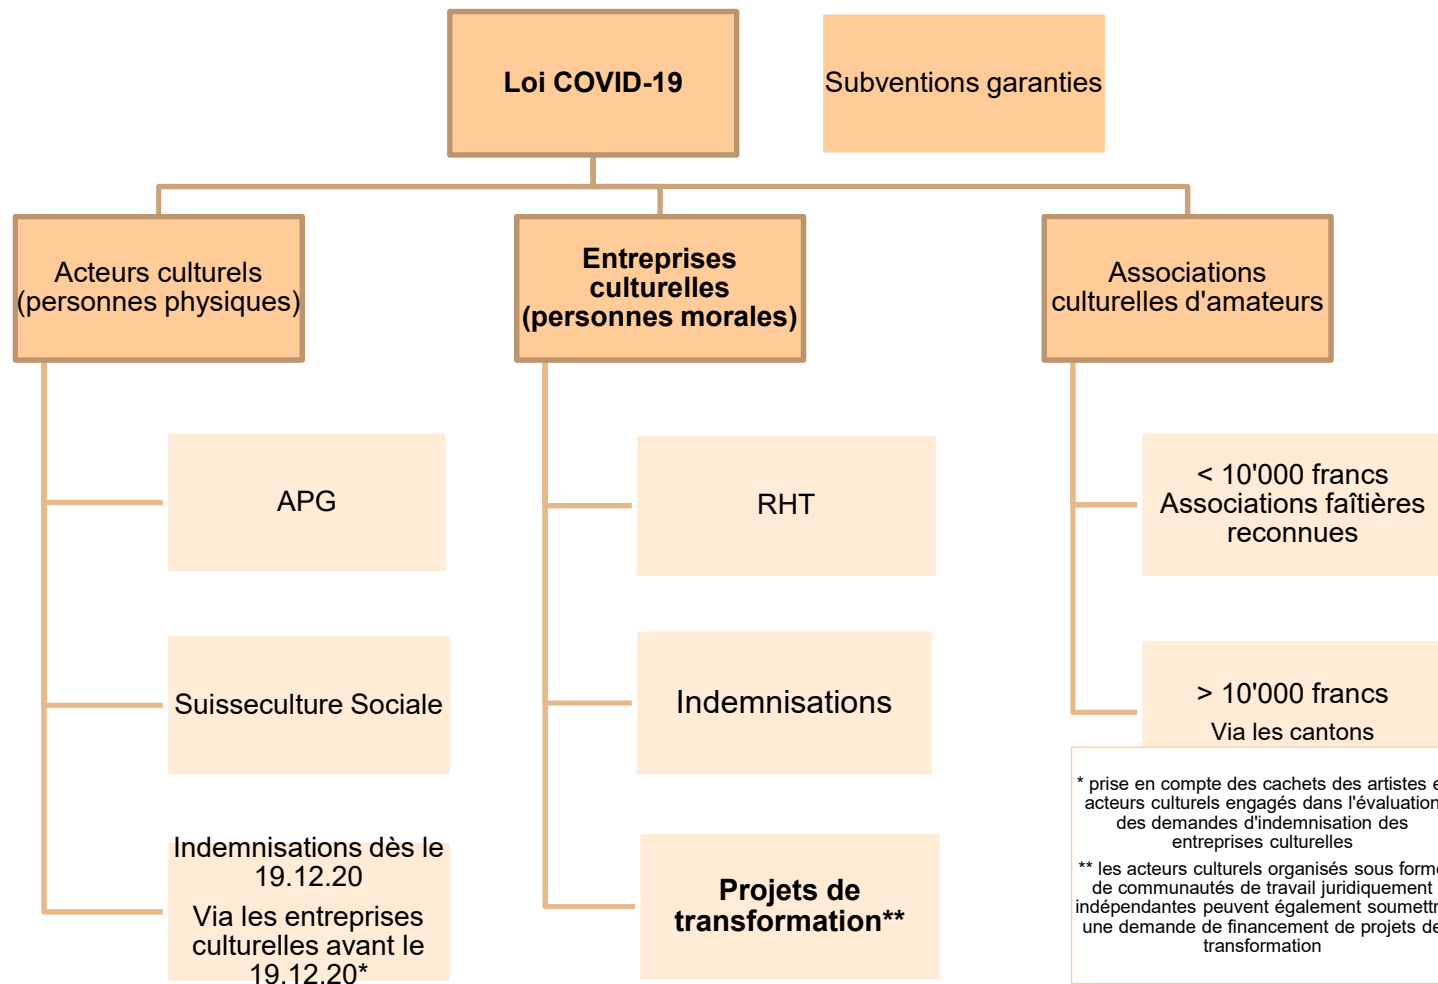 Loi COVID-19
Subventions garanties
Acteurs culturels
(personnes physiques)
Entreprises
culturelles
(personnes morales)
Associations
culturelles d'amateurs
APG
RHT
< 10'000 francs
Associations faîtières
reconnues
Suisseculture Sociale
Indemnisations
> 10'000 francs
Via les cantons
Indemnisations dès le
19.12.20
Via les entreprises
culturelles avant le
19.12.20*
Projets de
transformation**
* prise en compte des cachets des artistes e
acteurs culturels engagés dans l'évaluation
des demandes d'indemnisation des
entreprises culturelles
** les acteurs culturels organisés sous forme
de communautés de travail juridiquement
indépendantes peuvent également soumettr
une demande de financement de projets de
transformation